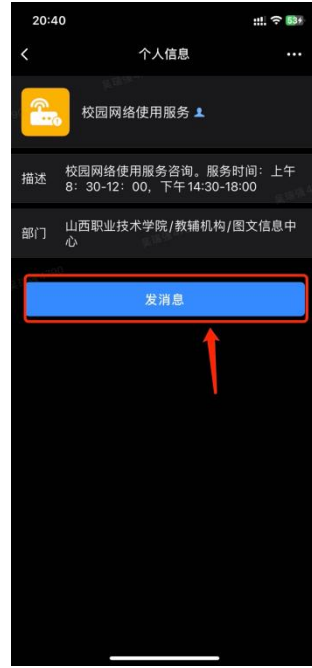 20:40
53
个人信息
校园网络使用服务
描述
校园网络使用服务咨询。服务时间：上午
8：30-12：00，下午14:30-18:00
部门
山西职业技术学院/教辅机构/图文信息中
心
发消息